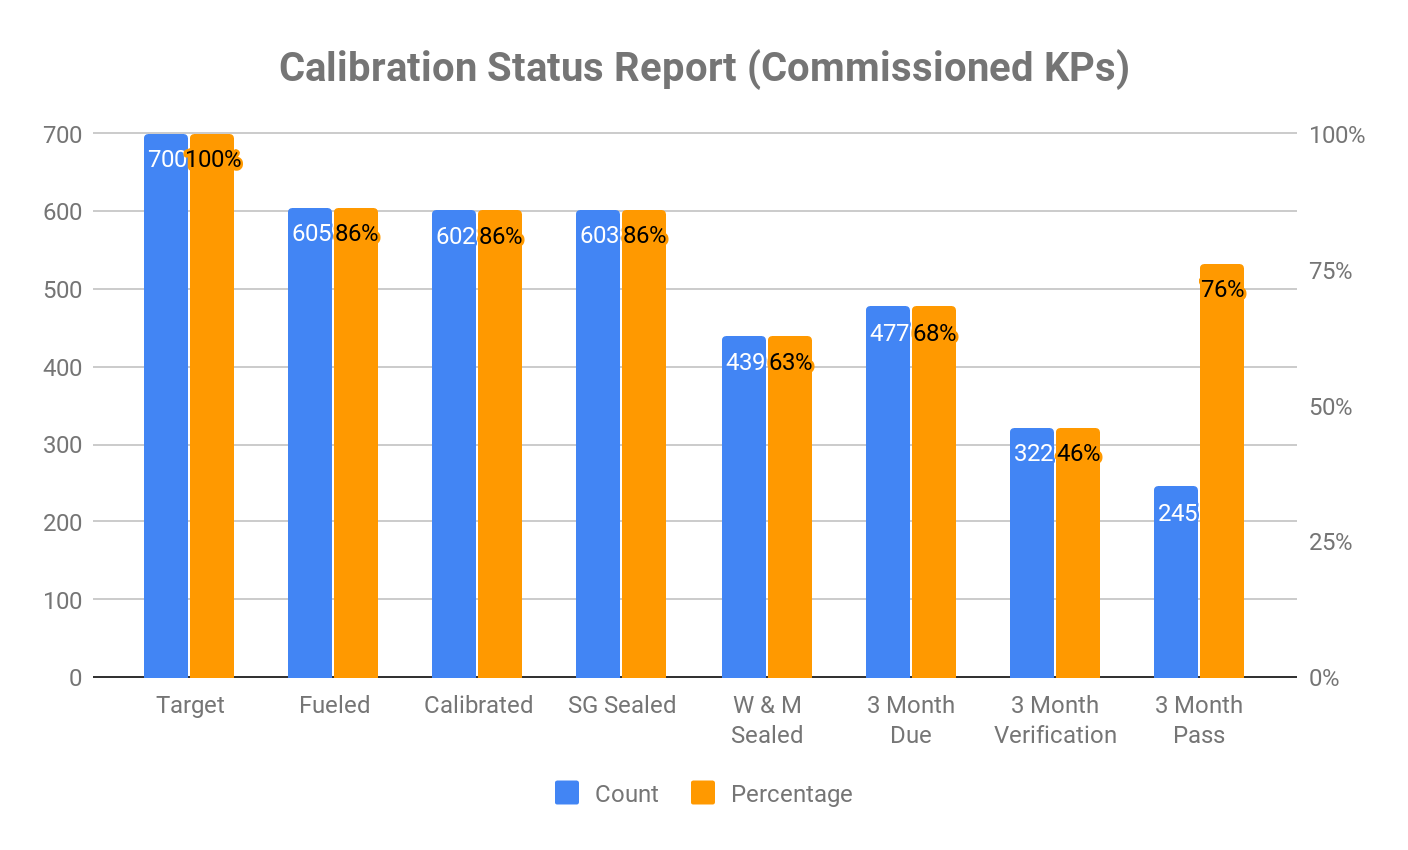 Calibration Status Report (Commissioned KPs)
700
600
500
400
300
200
100
0
100%
75%
50%
25%
0%
700 100%
605 86%
602 86%
603 86%
439 63%
477 68%
322 46%
245 76%
Target
Fueled
Calibrated
SG Sealed
W & M
Sealed
3 Month
Due
3 Month
Verification
3 Month
Pass
Count
Percentage